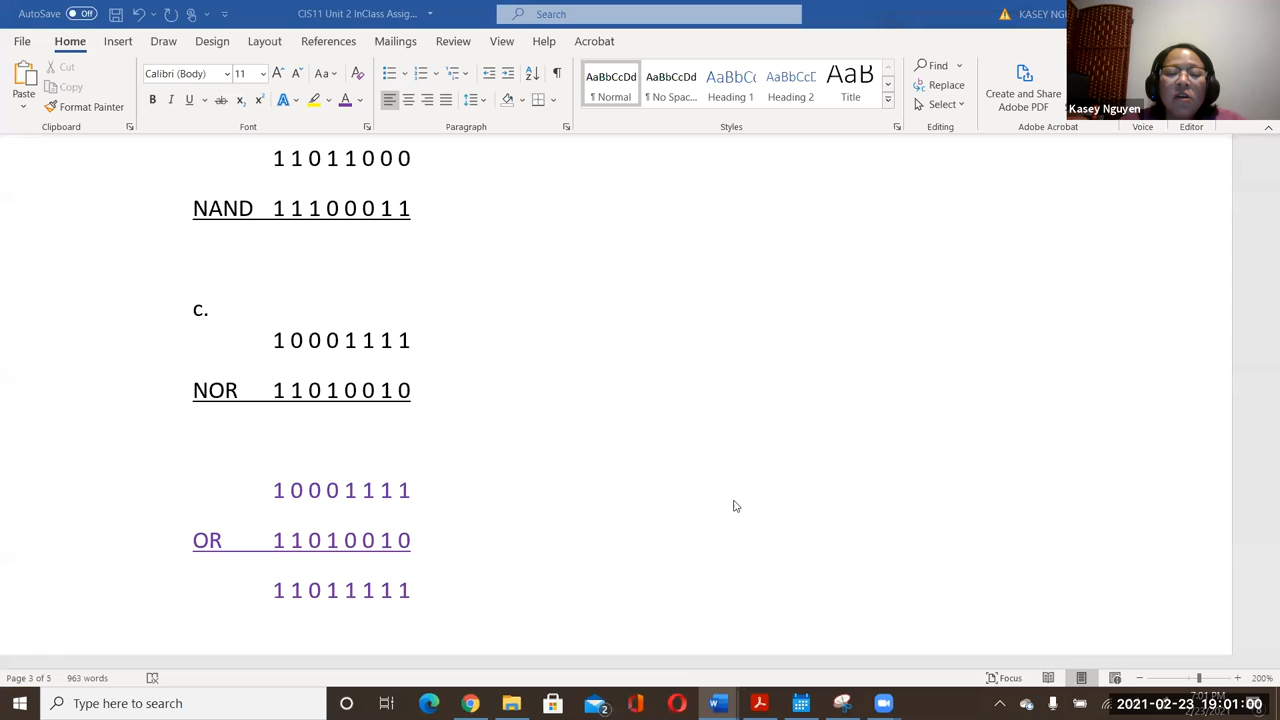 AutoSave Off CIS11 Unit 2 InClass Assig... Search KASEY NGU
File Home Insert Draw Design Layout References Mailings Review View Help Acrobat
Paste Cut Copy Format Painter
Calibri (Body) 11
AaBbCcDd AaBbCcDd AaBbCc AaBbCcD AaB
¶ Normal ¶ No Spac... Heading 1 Heading 2 Title
Find Replace Select
Create and Share Adobe PDF
Kasey Nguyen
Clipboard Font Paragraph Styles Editing Adobe Acrobat Voice Editor
1 1 0 1 1 0 0 0
NAND 1 1 1 0 0 0 1 1
c.
1 0 0 0 1 1 1 1
NOR 1 1 0 1 0 0 1 0
1 0 0 0 1 1 1 1
OR 1 1 0 1 0 0 1 0
1 1 0 1 1 1 1 1
Page 3 of 5 963 words Focus 200%
Type here to search 2 7:01 PM
2021-02-23 19:01:00